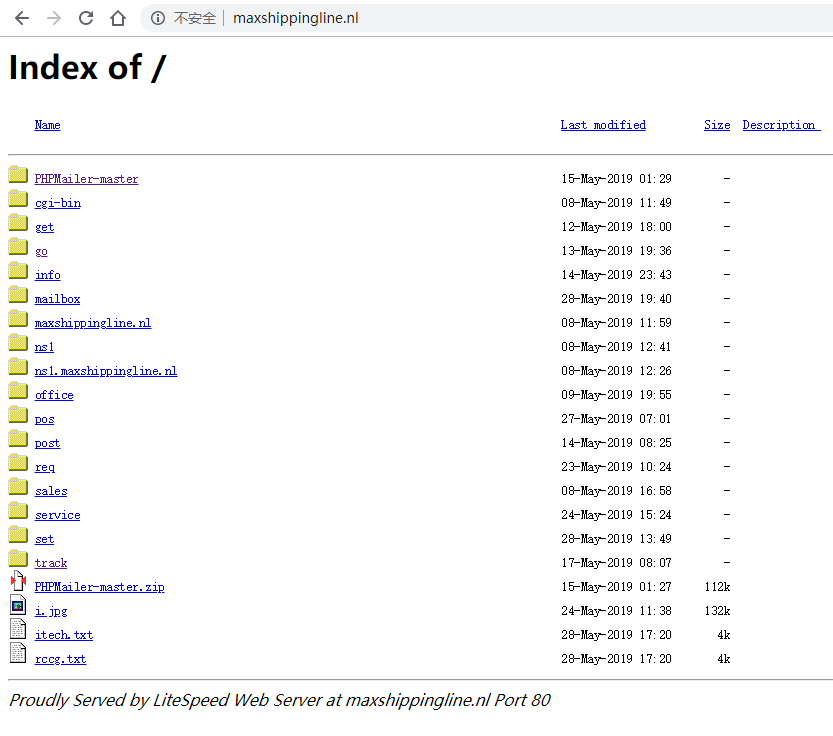 不安全 | maxshippingline.nl
Index of /
Name Last modified Size Description
PHPMailer-master 15-May-2019 01:29 -
cgi-bin 08-May-2019 11:49 -
get 12-May-2019 18:00 -
go 13-May-2019 19:36 -
info 14-May-2019 23:43 -
mailbox 28-May-2019 19:40 -
maxshippingline.nl 08-May-2019 11:59 -
ns1 08-May-2019 12:41 -
ns1.maxshippingline.nl 08-May-2019 12:26 -
office 09-May-2019 19:55 -
pos 27-May-2019 07:01 -
post 14-May-2019 08:25 -
req 23-May-2019 10:24 -
sales 08-May-2019 16:58 -
service 24-May-2019 15:24 -
set 28-May-2019 13:49 -
track 17-May-2019 08:07 -
PHPMailer-master.zip 15-May-2019 01:27 112k
i.jpg 24-May-2019 11:38 132k
itech.txt 28-May-2019 17:20 4k
rccg.txt 28-May-2019 17:20 4k
Proudly Served by LiteSpeed Web Server at maxshippingline.nl Port 80